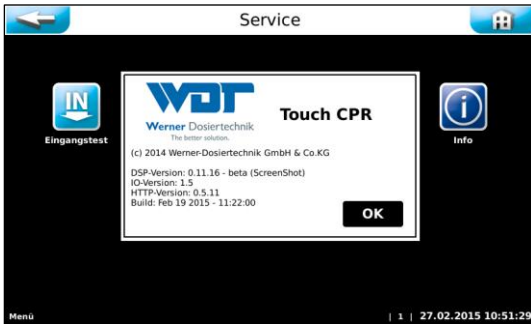 Service
IN
Eingangstest
WDT
Werner Dosiertechnik
The better solution.
Touch CPR
i
Info
(c) 2014 Werner-Dosiertechnik GmbH & Co.KG
DSP-Version: 0.11.16 - beta (ScreenShot)
IO-Version: 1.5
HTTP-Version: 0.5.11
Build: Feb 19 2015 - 11:22:00
OK
Menü
| 1 | 27.02.2015 10:51:29